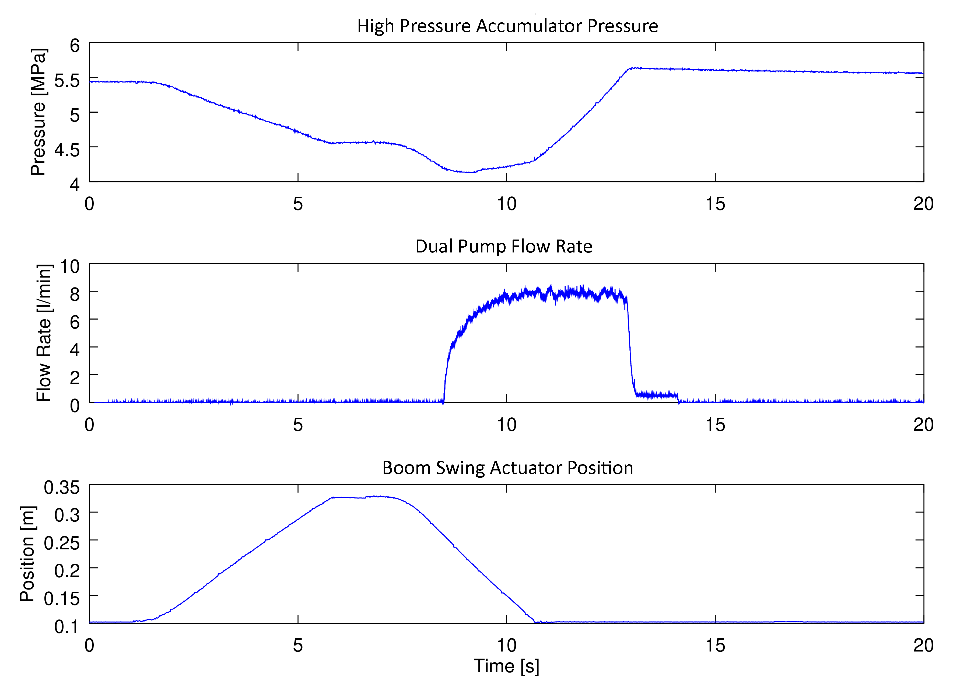 High Pressure Accumulator Pressure
6
5.5
5
4.5
4
Pressure [MPa]
0 5 10 15 20
Dual Pump Flow Rate
10
8
6
4
2
0
Flow Rate [l/min]
0 5 10 15 20
Boom Swing Actuator Position
0.35
0.3
0.25
0.2
0.15
0.1
Position [m]
0 5 10 15 20
Time [s]